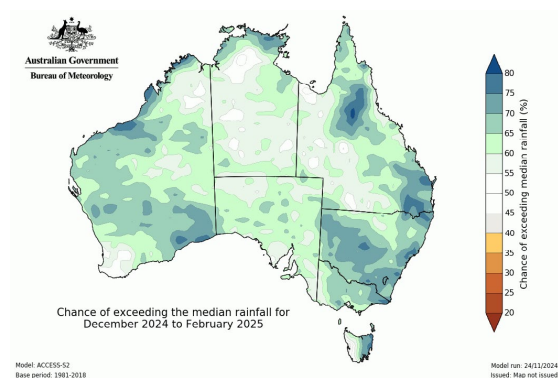 Australian Government
Bureau of Meteorology
80
75
70
65
60
55
50
45
40
35
30
25
20
Chance of exceeding median rainfall (%)
Chance of exceeding the median rainfall for
December 2024 to February 2025
Model: ACCESS-S2
Base period: 1981-2018
Model run: 24/11/2024
Issued: Map not issued